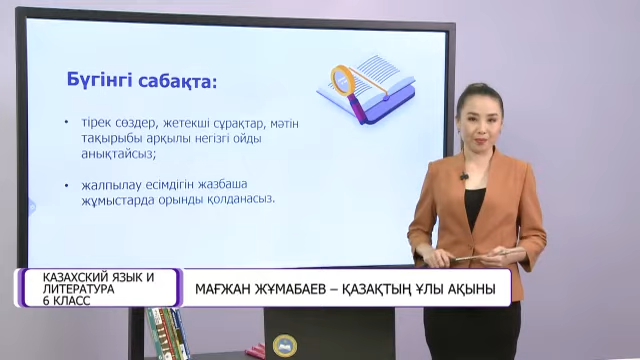 Бүгінгі сабақта:
• тірек сөздер, жетекші сұрақтар, мәтін
тақырыбы арқылы негізгі ойды
анықтайсыз;
• жалпылау есімдігін жазбаша
жұмыстарда орынды қолданасыз.
КАЗАХСКИЙ ЯЗЫК И
ЛИТЕРАТУРА
6 КЛАСС
МАҒЖАН ЖҰМАБАЕВ – ҚАЗАҚТЫҢ ҰЛЫ АҚЫНЫ